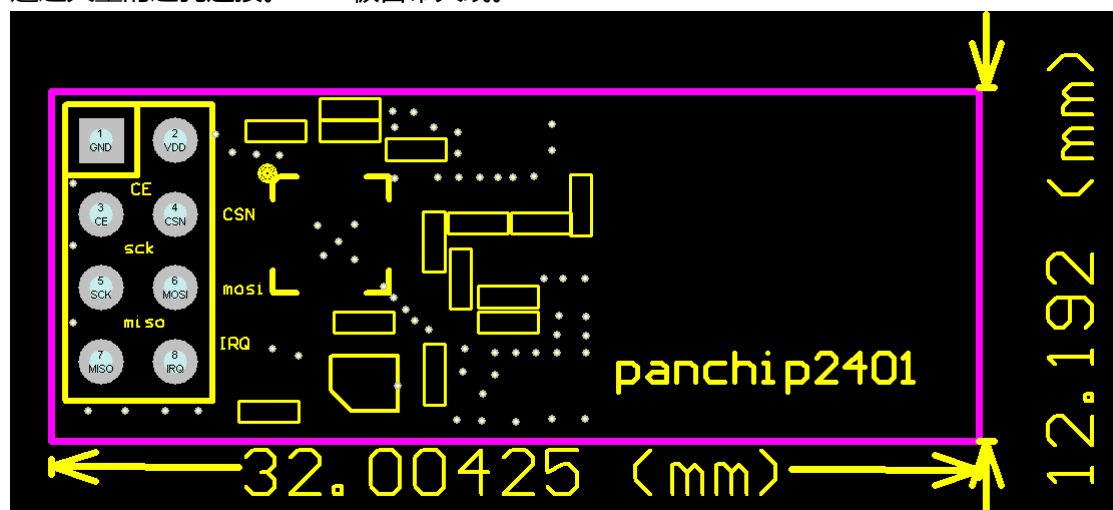 1
GND
2
VDD
CE
3
CE
4
CSN
CSN
sck
5
SCK
6
MOSI
mosi
miso
7
MISO
8
IRQ
IRQ
panchip2401
32.00425 (mm)
12.192 (mm)